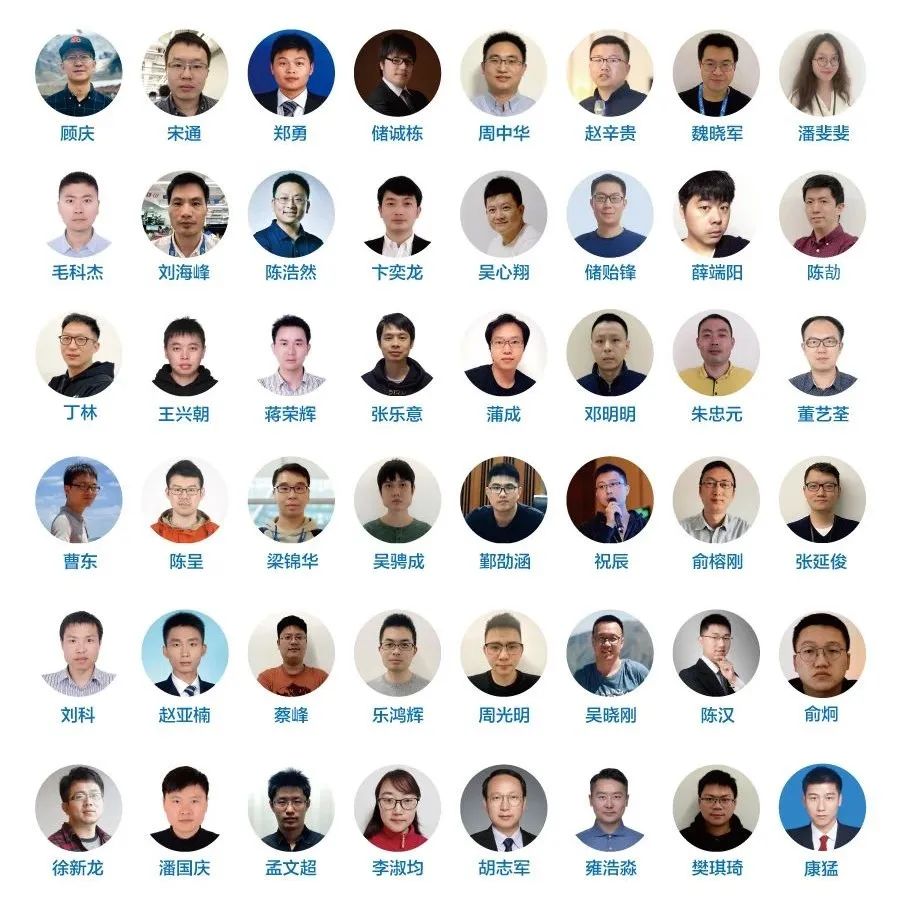 顾庆 宋通 郑勇 储诚栋 周中华 赵辛贵 魏晓军 潘斐斐
毛科杰 刘海峰 陈浩然 卞奕龙 吴心翔 储贻锋 薛端阳 陈劼
丁林 王兴朝 蒋荣辉 张乐意 蒲成 邓明明 朱忠元 董艺荃
曹东 陈呈 梁锦华 吴骋成 鄞劭涵 祝辰 俞榕刚 张延俊
刘科 赵亚楠 蔡峰 乐鸿辉 周光明 吴晓刚 陈汉 俞炯
徐新龙 潘国庆 孟文超 李淑均 胡志军 雍浩淼 樊琪琦 康猛